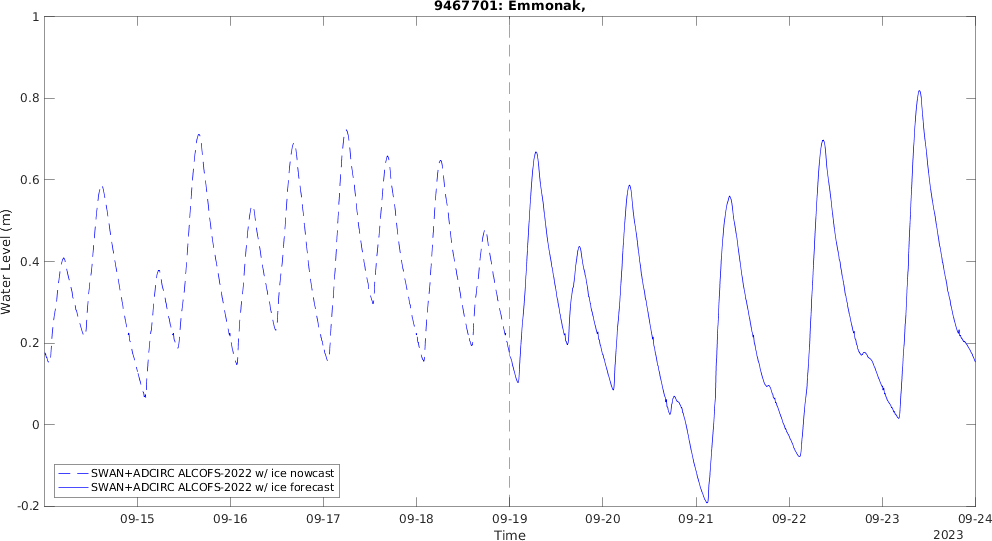 9467701: Emmonak,
Water Level (m)
1
0.8
0.6
0.4
0.2
0
-0.2
SWAN+ADCIRC ALCOFS-2022 w/ ice nowcast
SWAN+ADCIRC ALCOFS-2022 w/ ice forecast
09-15 09-16 09-17 09-18 09-19 09-20 09-21 09-22 09-23 09-24
Time
2023